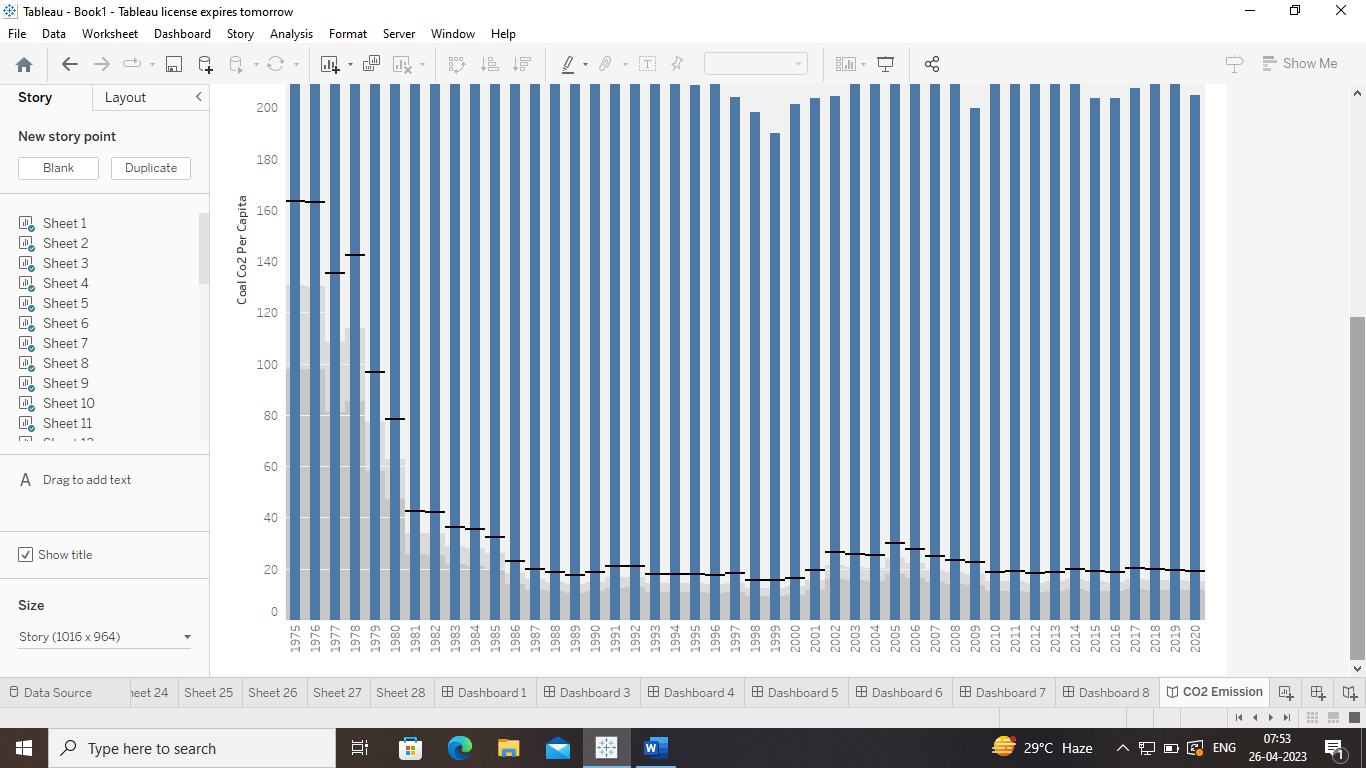 Tableau - Book1 - Tableau license expires tomorrow
File Data Worksheet Dashboard Story Analysis Format Server Window Help
Show Me
Story Layout
New story point
Blank Duplicate
Sheet 1
Sheet 2
Sheet 3
Sheet 4
Sheet 5
Sheet 6
Sheet 7
Sheet 8
Sheet 9
Sheet 10
Sheet 11
A Drag to add text
Show title
Size
Story (1016 x 964)
Coal Co2 Per Capita
200
180
160
140
120
100
80
60
40
20
0
1975 1976 1977 1978 1979 1980 1981 1982 1983 1984 1985 1986 1987 1988 1989 1990 1991 1992 1993 1994 1995 1996 1997 1998 1999 2000 2001 2002 2003 2004 2005 2006 2007 2008 2009 2010 2011 2012 2013 2014 2015 2016 2017 2018 2019 2020
Data Source heet 24 Sheet 25 Sheet 26 Sheet 27 Sheet 28 Dashboard 1 Dashboard 3 Dashboard 4 Dashboard 5 Dashboard 6 Dashboard 7 Dashboard 8 CO2 Emission
Type here to search
29°C Haze ENG 07:53
26-04-2023
1